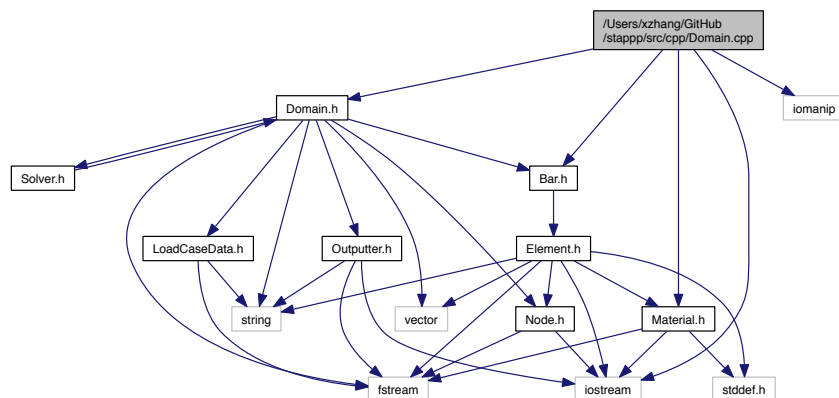 /Users/xzhang/GitHub
/stappp/src/cpp/Domain.cpp
Domain.h
iomanip
Solver.h
Bar.h
LoadCaseData.h
Outputter.h
Element.h
string
vector
Node.h
Material.h
fstream
iostream
stddef.h